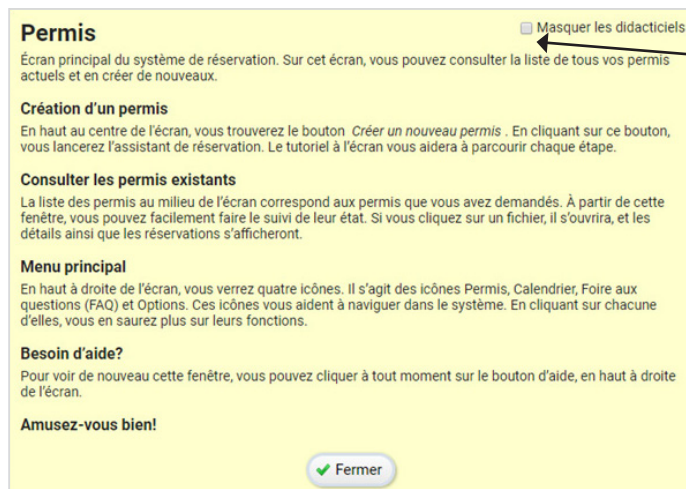 Permis
Masquer les didacticiels
Écran principal du système de réservation. Sur cet écran, vous pouvez consulter la liste de tous vos permis
actuels et en créer de nouveaux.
Création d’un permis
En haut au centre de l'écran, vous trouverez le bouton Créer un nouveau permis . En cliquant sur ce bouton,
vous lancerez l’assistant de réservation. Le tutoriel à l’écran vous aidera à parcourir chaque étape.
Consulter les permis existants
La liste des permis au milieu de l’écran correspond aux permis que vous avez demandés. À partir de cette
fenêtre, vous pouvez facilement faire le suivi de leur état. Si vous cliquez sur un fichier, il s’ouvrira, et les
détails ainsi que les réservations s’afficheront.
Menu principal
En haut à droite de l’écran, vous verrez quatre icônes. Il s’agit des icônes Permis, Calendrier, Foire aux
questions (FAQ) et Options. Ces icônes vous aident à naviguer dans le système. En cliquant sur chacune
d’elles, vous en saurez plus sur leurs fonctions.
Besoin d’aide?
Pour voir de nouveau cette fenêtre, vous pouvez cliquer à tout moment sur le bouton d’aide, en haut à droite
de l’écran.
Amusez-vous bien!
Fermer